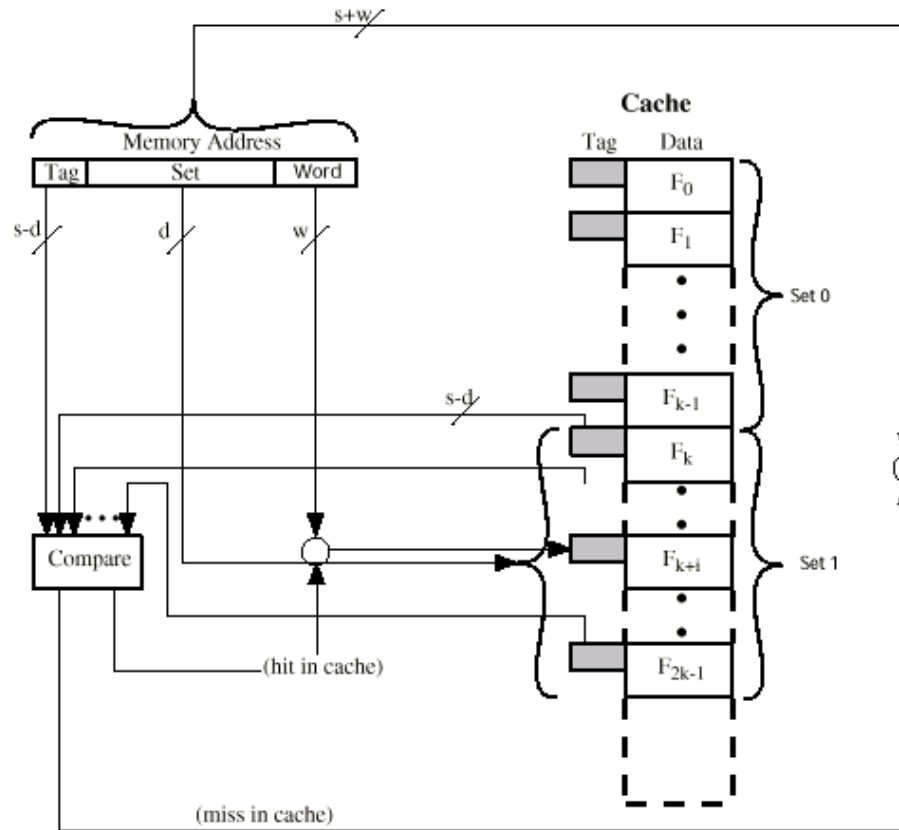 s+w
Cache
Memory Address
Tag Data
Tag Set Word
F0
s-d d w
F1
Set 0
s-d
Fk-1
Fk
Compare
Fk+i
Set 1
(hit in cache)
F2k-1
(miss in cache)